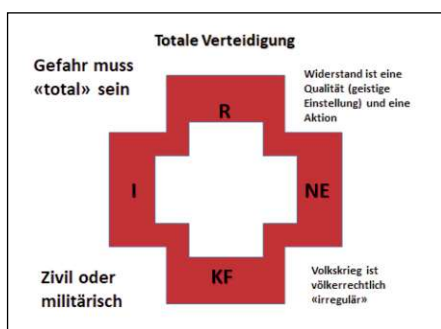 Totale Verteidigung
Gefahr muss
«total» sein
Widerstand ist eine
Qualität (geistige
Einstellung) und eine
Aktion
R
I
NE
KF
Zivil oder
militärisch
Volkskrieg ist
völkerrechtlich
«irregulär»